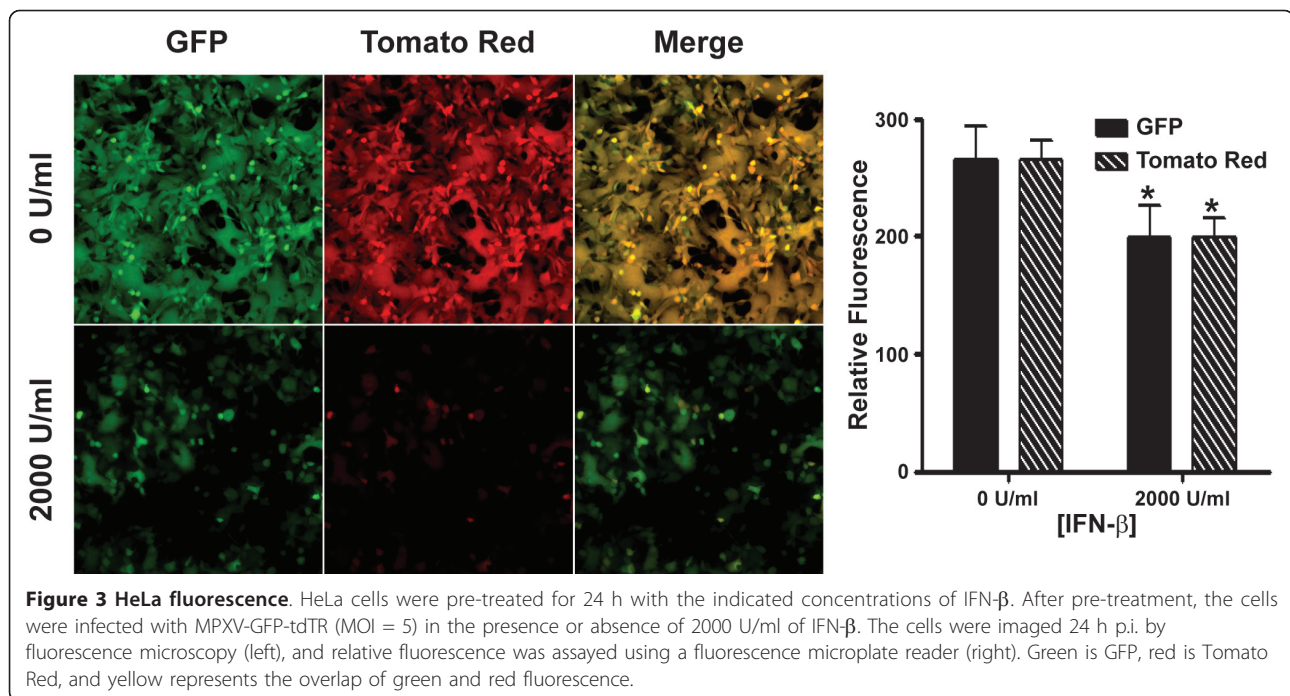 GFP Tomato Red Merge
0 U/ml
2000 U/ml
300
200
100
0
Relative Fluorescence
GFP
Tomato Red
* *
0 U/ml 2000 U/ml
[IFN-β]
Figure 3 HeLa fluorescence. HeLa cells were pre-treated for 24 h with the indicated concentrations of IFN-β. After pre-treatment, the cells
were infected with MPXV-GFP-tdTR (MOI = 5) in the presence or absence of 2000 U/ml of IFN-β. The cells were imaged 24 h p.i. by
fluorescence microscopy (left), and relative fluorescence was assayed using a fluorescence microplate reader (right). Green is GFP, red is Tomato
Red, and yellow represents the overlap of green and red fluorescence.